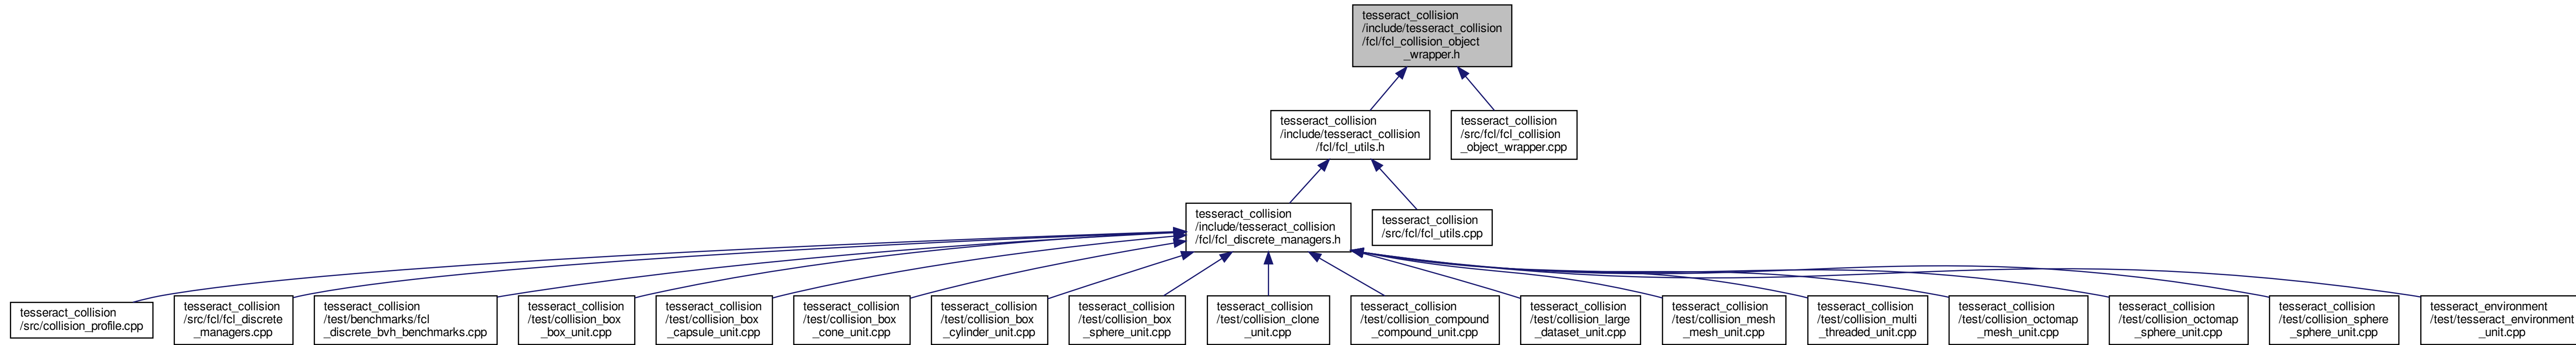 tesseract_collision
/include/tesseract_collision
/fcl/fcl_collision_object
_wrapper.h
tesseract_collision
/include/tesseract_collision
/fcl/fcl_utils.h
tesseract_collision
/src/fcl/fcl_collision
_object_wrapper.cpp
tesseract_collision
/include/tesseract_collision
/fcl/fcl_discrete_managers.h
tesseract_collision
/src/fcl/fcl_utils.cpp
tesseract_collision
/src/collision_profile.cpp
tesseract_collision
/src/fcl/fcl_discrete
_managers.cpp
tesseract_collision
/test/benchmarks/fcl
_discrete_bvh_benchmarks.cpp
tesseract_collision
/test/collision_box
_box_unit.cpp
tesseract_collision
/test/collision_box
_capsule_unit.cpp
tesseract_collision
/test/collision_box
_cone_unit.cpp
tesseract_collision
/test/collision_box
_cylinder_unit.cpp
tesseract_collision
/test/collision_box
_sphere_unit.cpp
tesseract_collision
/test/collision_clone
_unit.cpp
tesseract_collision
/test/collision_compound
_compound_unit.cpp
tesseract_collision
/test/collision_large
_dataset_unit.cpp
tesseract_collision
/test/collision_mesh
_mesh_unit.cpp
tesseract_collision
/test/collision_multi
_threaded_unit.cpp
tesseract_collision
/test/collision_octomap
_mesh_unit.cpp
tesseract_collision
/test/collision_octomap
_sphere_unit.cpp
tesseract_collision
/test/collision_sphere
_sphere_unit.cpp
tesseract_environment
/test/tesseract_environment
_unit.cpp